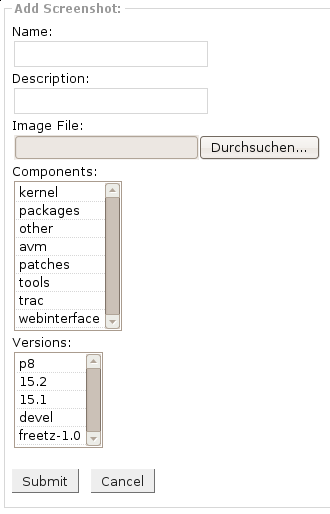 Add Screenshot:
Name:
Description:
Image File:
Durchsuchen...
Components:
kernel
packages
other
avm
patches
tools
trac
webinterface
Versions:
p8
15.2
15.1
devel
freetz-1.0
Submit Cancel